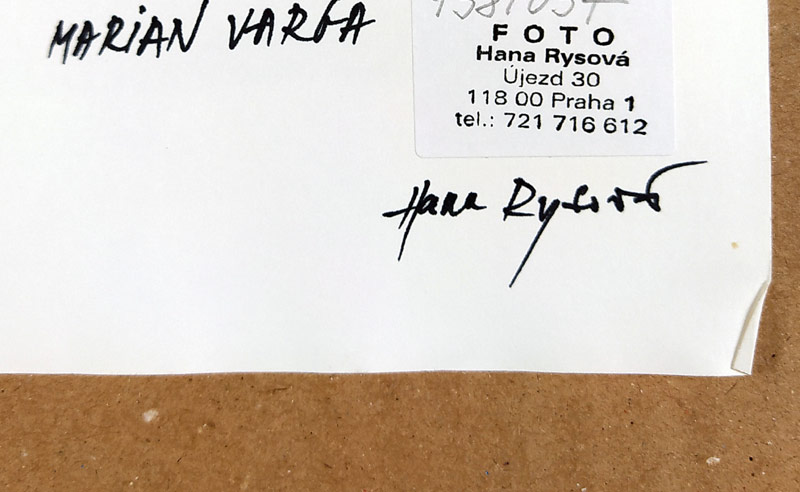 MARIAN VARGA
FOTO
Hana Rysová
Újezd 30
118 00 Praha 1
tel.: 721 716 612
Hana Rysová